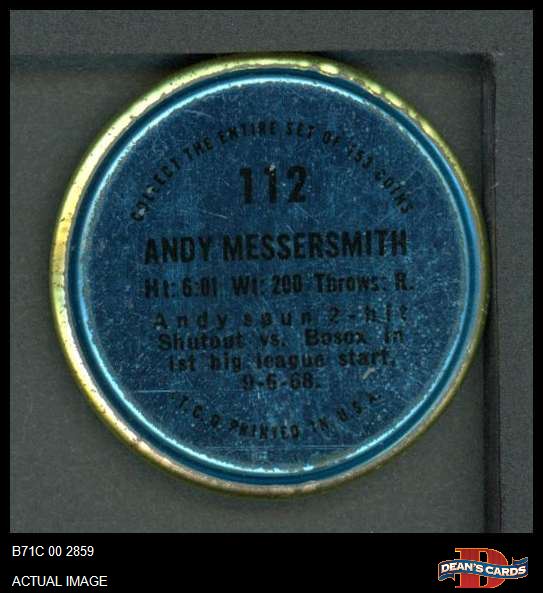 COLLECT THE ENTIRE SET OF 153 COINS
112
ANDY MESSERSMITH
Ht: 6:01 Wt: 200 Throws: R.
Andy spun 2-hit
Shutout vs. Bosox in
1st big league start,
9-6-68.
T.C.G. PRINTED IN U.S.A.
B71C 00 2859
ACTUAL IMAGE
D
DEAN'S CARDS